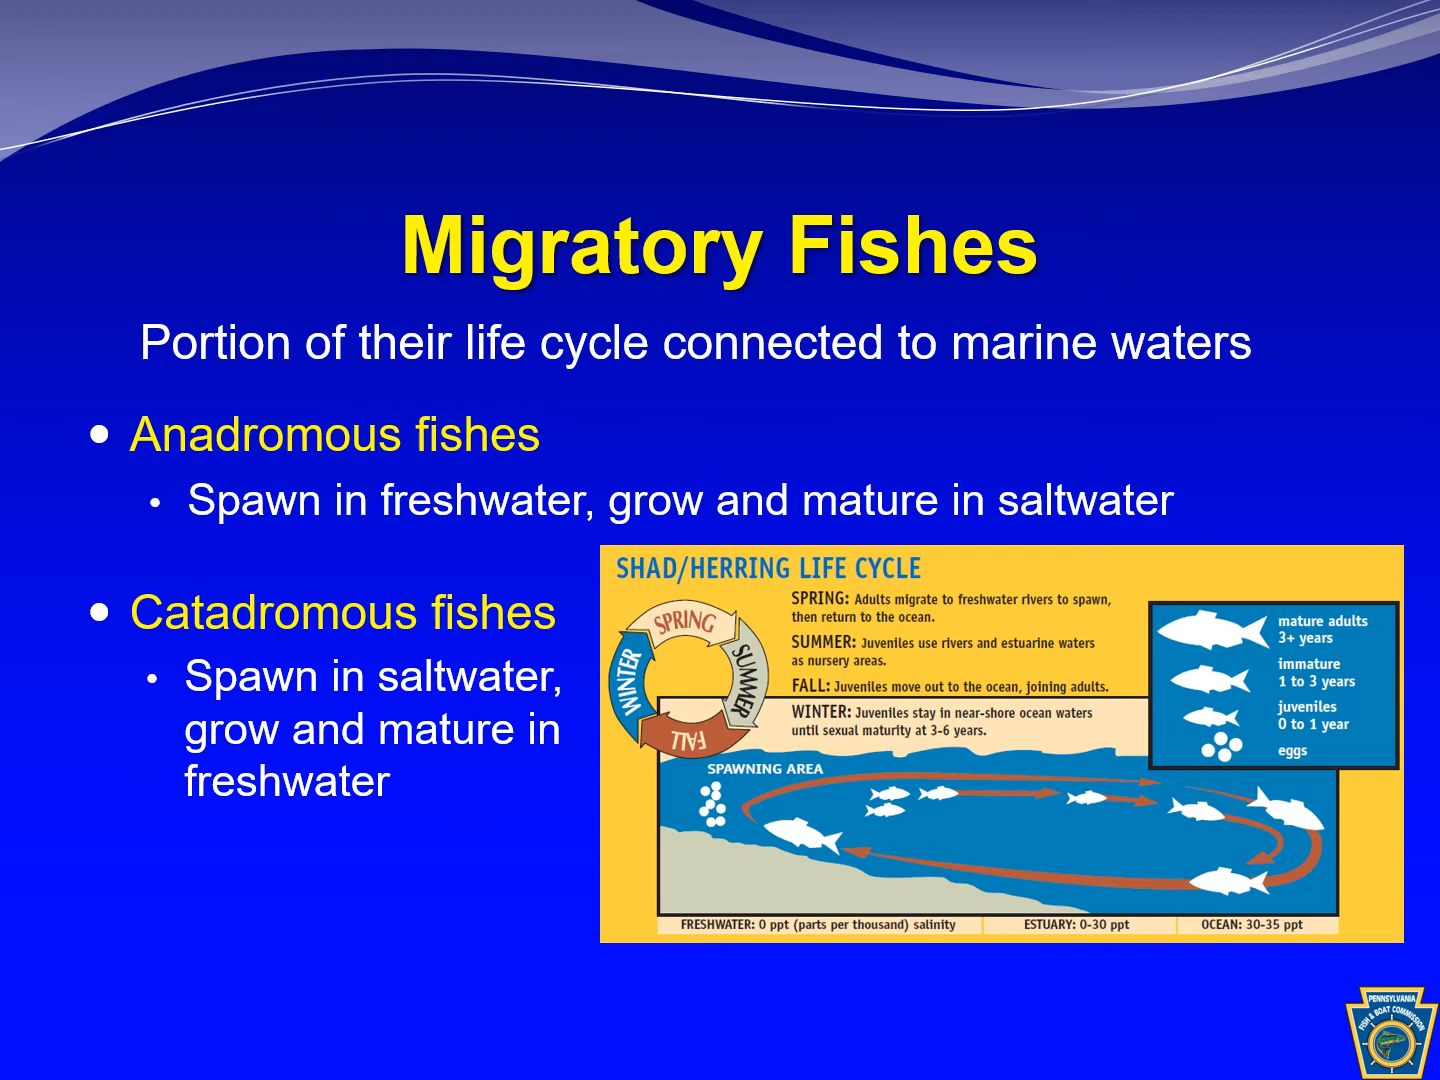 Migratory Fishes
Portion of their life cycle connected to marine waters
• Anadromous fishes
• Spawn in freshwater, grow and mature in saltwater
• Catadromous fishes
• Spawn in saltwater,
grow and mature in
freshwater
SHAD/HERRING LIFE CYCLE
SPRING
SUMMER
FALL
WINTER
SPRING: Adults migrate to freshwater rivers to spawn,
then return to the ocean.
SUMMER: Juveniles use rivers and estuarine waters
as nursery areas.
FALL: Juveniles move out to the ocean, joining adults.
WINTER: Juveniles stay in near-shore ocean waters
until sexual maturity at 3-6 years.
mature adults
3+ years
immature
1 to 3 years
juveniles
0 to 1 year
eggs
SPAWNING AREA
FRESHWATER: 0 ppt (parts per thousand) salinity
ESTUARY: 0-30 ppt
OCEAN: 30-35 ppt
PENNSYLVANIA
FISH & BOAT COMMISSION